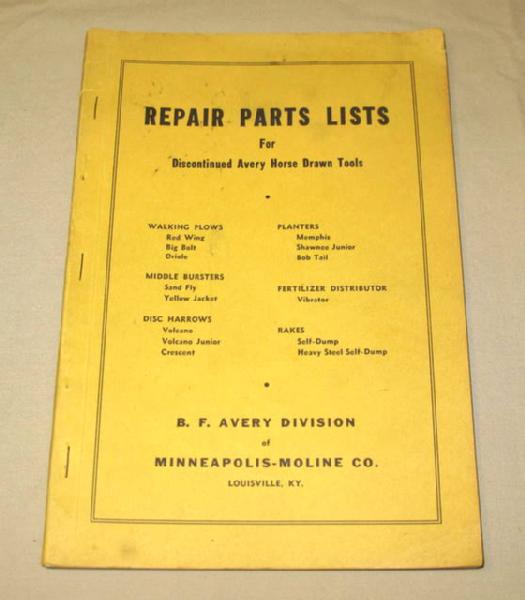 REPAIR PARTS LISTS
For
Discontinued Avery Horse Drawn Tools
WALKING PLOWS
Red Wing
Big Bolt
Oriole
MIDDLE BURSTERS
Sand Fly
Yellow Jacket
DISC HARROWS
Volcano
Volcano Junior
Crescent
PLANTERS
Memphis
Shawnee Junior
Bob Tail
FERTILIZER DISTRIBUTOR
Vibrator
RAKES
Self-Dump
Heavy Steel Self-Dump
B. F. AVERY DIVISION
of
MINNEAPOLIS-MOLINE CO.
LOUISVILLE, KY.